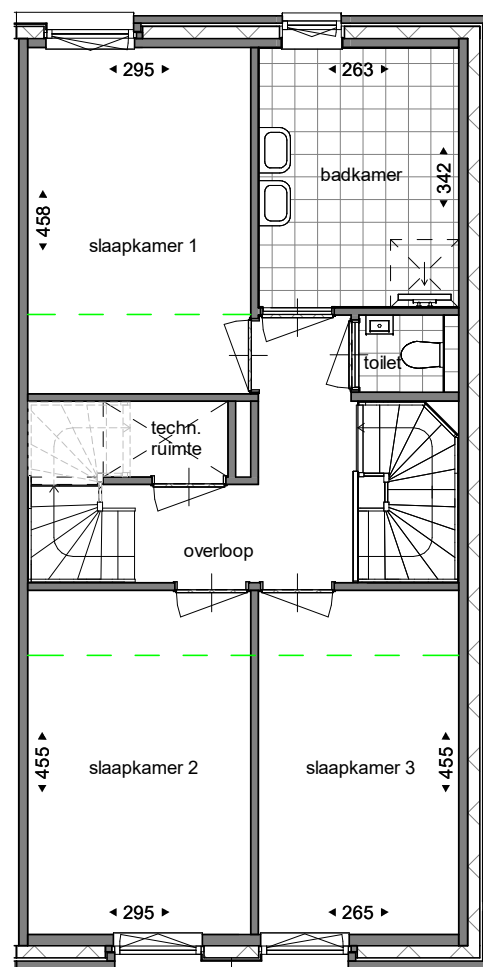 295
263
badkamer
342
458
slaapkamer 1
toilet
techn.
ruimte
overloop
455
slaapkamer 2
slaapkamer 3
455
295
265